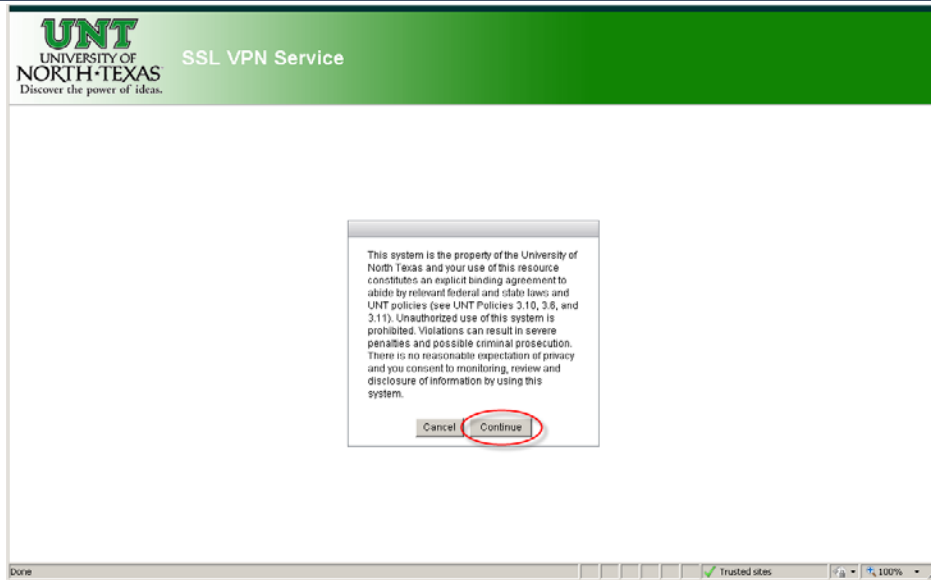 UNT
UNIVERSITY OF
NORTH·TEXAS
Discover the power of ideas.
SSL VPN Service
This system is the property of the University of
North Texas and your use of this resource
constitutes an explicit binding agreement to
abide by relevant federal and state laws and
UNT policies (see UNT Policies 3.10, 3.6, and
3.11). Unauthorized use of this system is
prohibited. Violations can result in severe
penalties and possible criminal prosecution.
There is no reasonable expectation of privacy
and you consent to monitoring, review and
disclosure of information by using this
system.
Cancel Continue
Done Trusted sites 100%